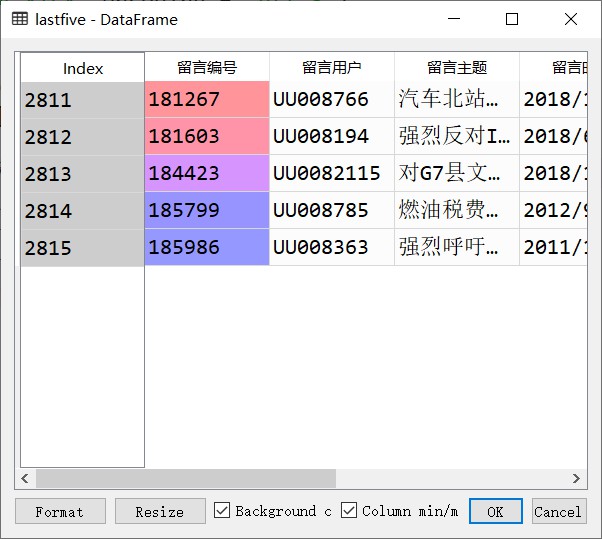 lastfive - DataFrame
Index 留言编号 留言用户 留言主题 留言
2811 181267 UU008766 汽车北站... 2018/1
2812 181603 UU008194 强烈反对I... 2018/6
2813 184423 UU0082115 对G7县文... 2018/1
2814 185799 UU008785 燃油税费... 2012/9
2815 185986 UU008363 强烈呼吁... 2011/1
Format Resize Background c Column min/m OK Cancel